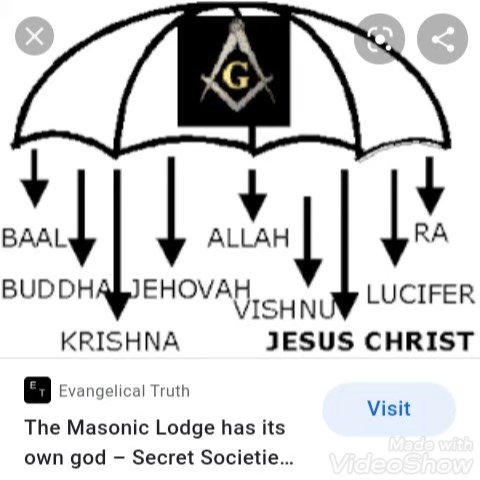 G
BAAL
ALLAH
RA
BUDDHA
JEHOVAH
VISHNU
LUCIFER
KRISHNA
JESUS CHRIST
E
T
Evangelical Truth
Visit
The Masonic Lodge has its
own god – Secret Societie...
Made with
VideoShow